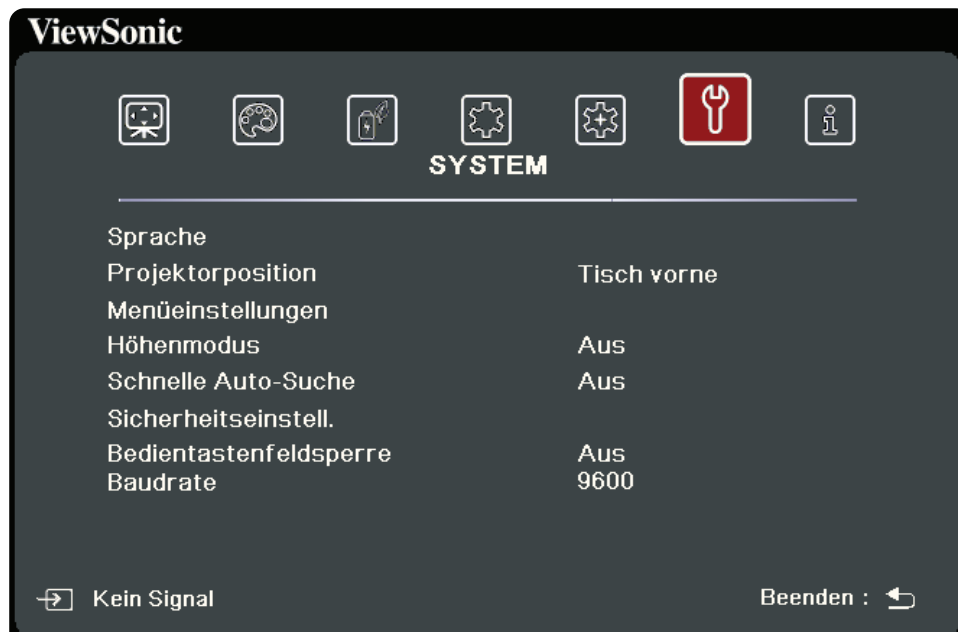 ViewSonic
SYSTEM
Sprache
Projektorposition Tisch vorne
Menüeinstellungen
Höhenmodus Aus
Schnelle Auto-Suche Aus
Sicherheitseinstell.
Bedientastenfeldsperre Aus
Baudrate 9600
Kein Signal Beenden :